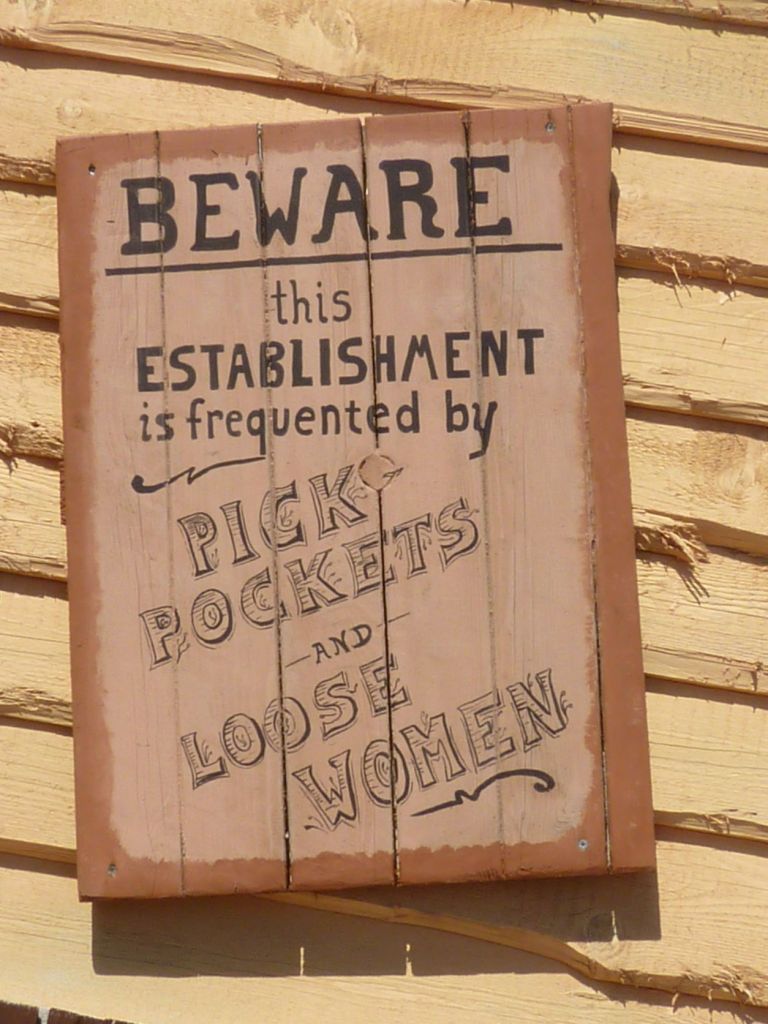 BEWARE
this
ESTABLISHMENT
is frequented by
PICK
POCKETS
AND
LOOSE
WOMEN